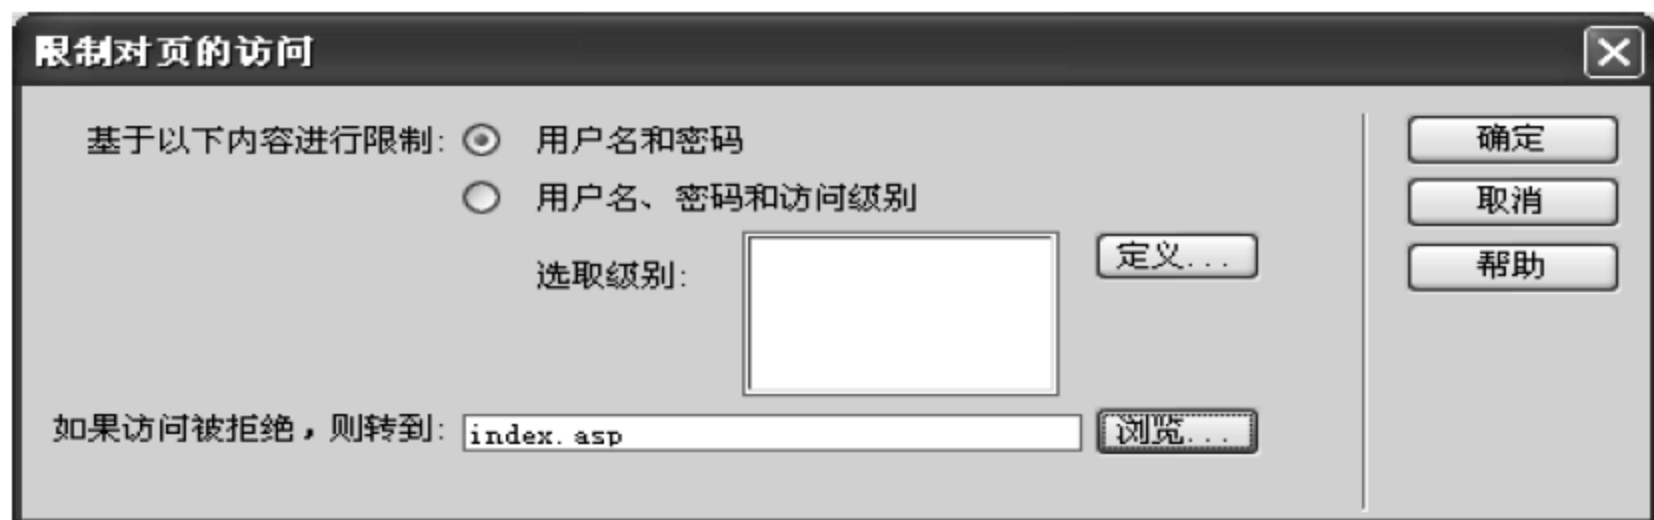 限制对页的访问
基于以下内容进行限制: 用户名和密码
用户名、密码和访问级别
选取级别:
定义...
如果访问被拒绝，则转到: index.asp 浏览...
确定
取消
帮助